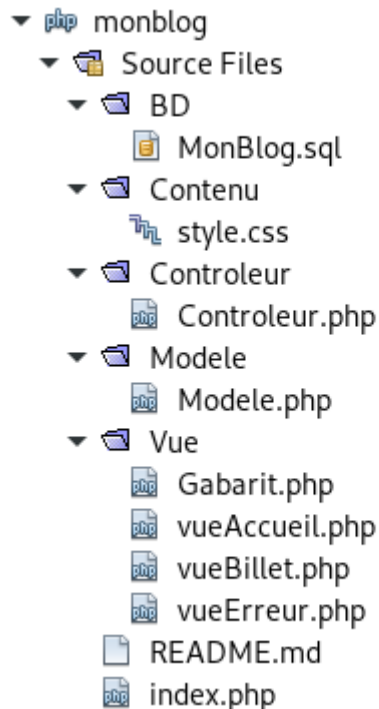 monblog
Source Files
BD
MonBlog.sql
Contenu
style.css
Controleur
Controleur.php
Modele
Modele.php
Vue
Gabarit.php
vueAccueil.php
vueBillet.php
vueErreur.php
README.md
index.php